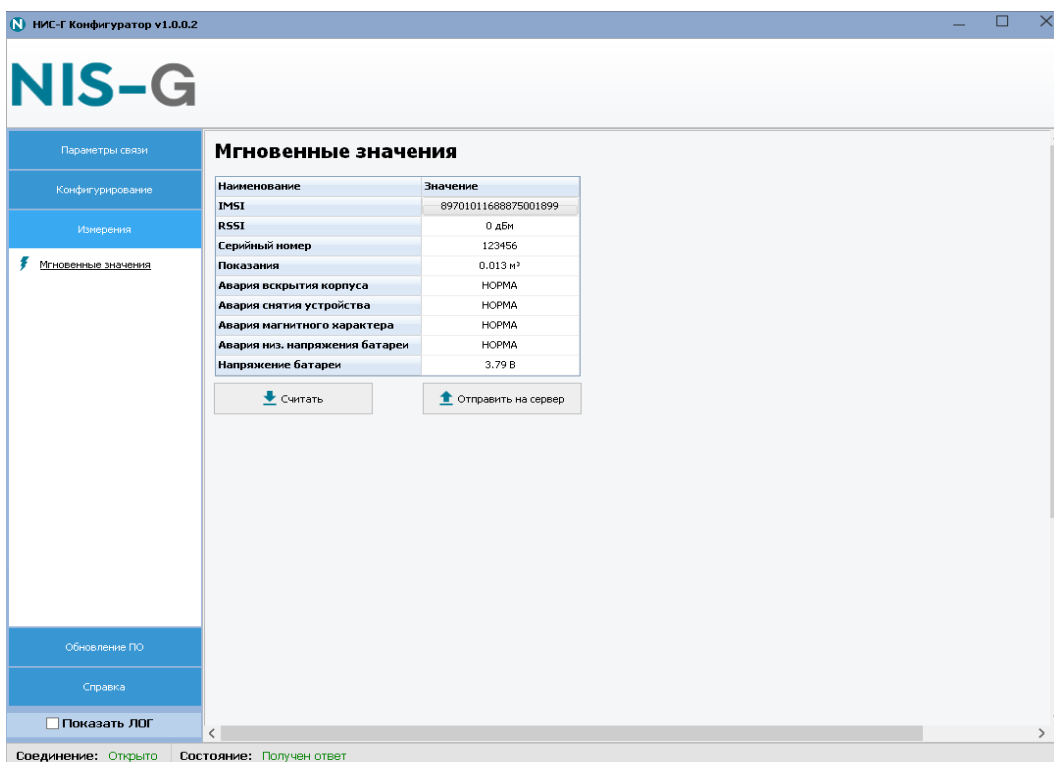 НИС-Г Конфигуратор v1.0.0.2
NIS-G
Параметры связи
Конфигурирование
Измерения
Мгновенные значения
Обновление ПО
Справка
Показать ЛОГ
Мгновенные значения
Наименование Значение
IMSI 89701011688875001899
RSSI 0 дБм
Серийный номер 123456
Показания 0.013 м³
Авария вскрытия корпуса НОРМА
Авария снятия устройства НОРМА
Авария магнитного характера НОРМА
Авария низ. напряжения батареи НОРМА
Напряжение батареи 3.79 В
Считать Отправить на сервер
Соединение: Открыто Состояние: Получен ответ